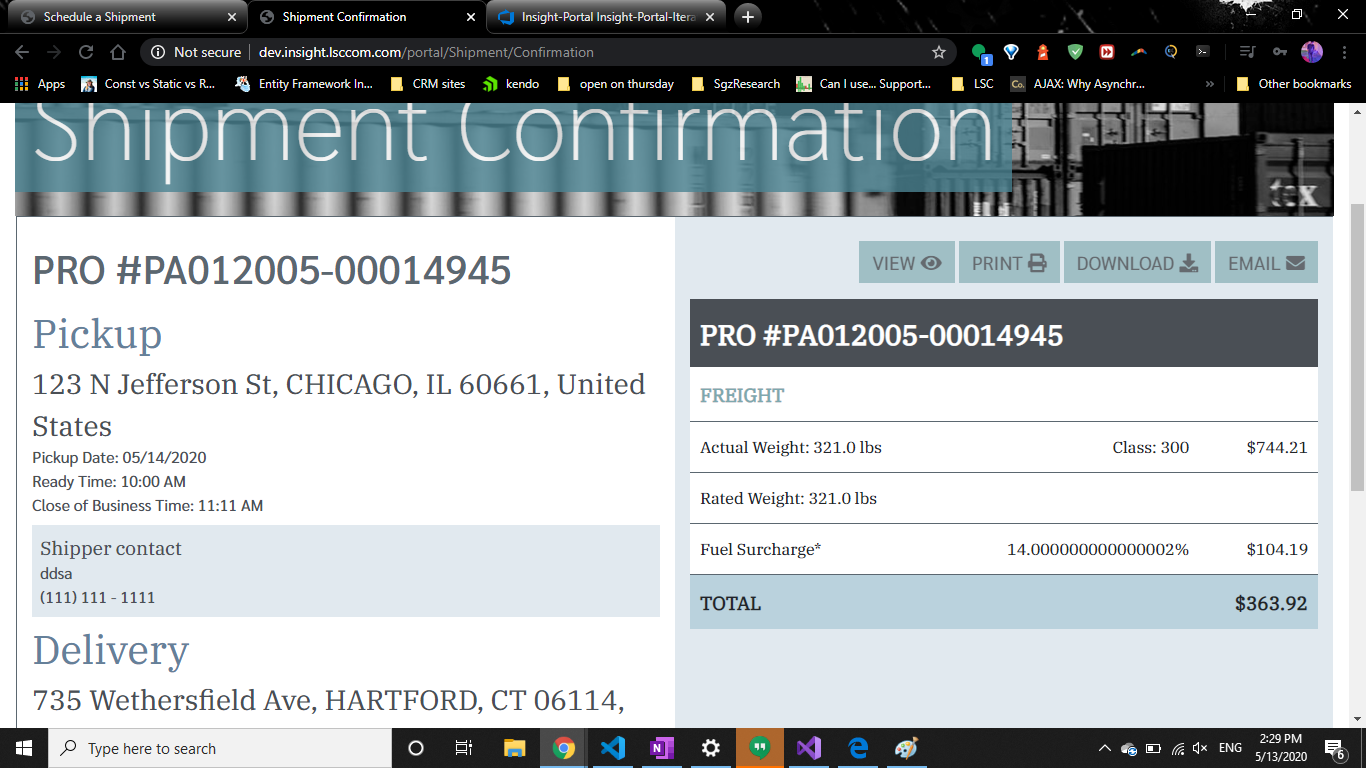 Schedule a Shipment
Shipment Confirmation
Insight-Portal Insight-Portal-Itera
Not secure | dev.insight.lsccom.com/portal/Shipment/Confirmation
1
Apps
Const vs Static vs R...
Entity Framework In...
CRM sites
kendo
open on thursday
SgzResearch
Can I use... Support...
LSC
Co.
AJAX: Why Asynchr...
»
Other bookmarks
Shipment Confirmation
tex
PRO #PA012005-00014945
Pickup
123 N Jefferson St, CHICAGO, IL 60661, United
States
Pickup Date: 05/14/2020
Ready Time: 10:00 AM
Close of Business Time: 11:11 AM
Shipper contact
ddsa
(111) 111 - 1111
Delivery
735 Wethersfield Ave, HARTFORD, CT 06114,
VIEW
PRINT
DOWNLOAD
EMAIL
PRO #PA012005-00014945
FREIGHT
Actual Weight: 321.0 lbs Class: 300 $744.21
Rated Weight: 321.0 lbs
Fuel Surcharge* 14.000000000000002% $104.19
TOTAL $363.92
Type here to search
ENG
2:29 PM
5/13/2020
6